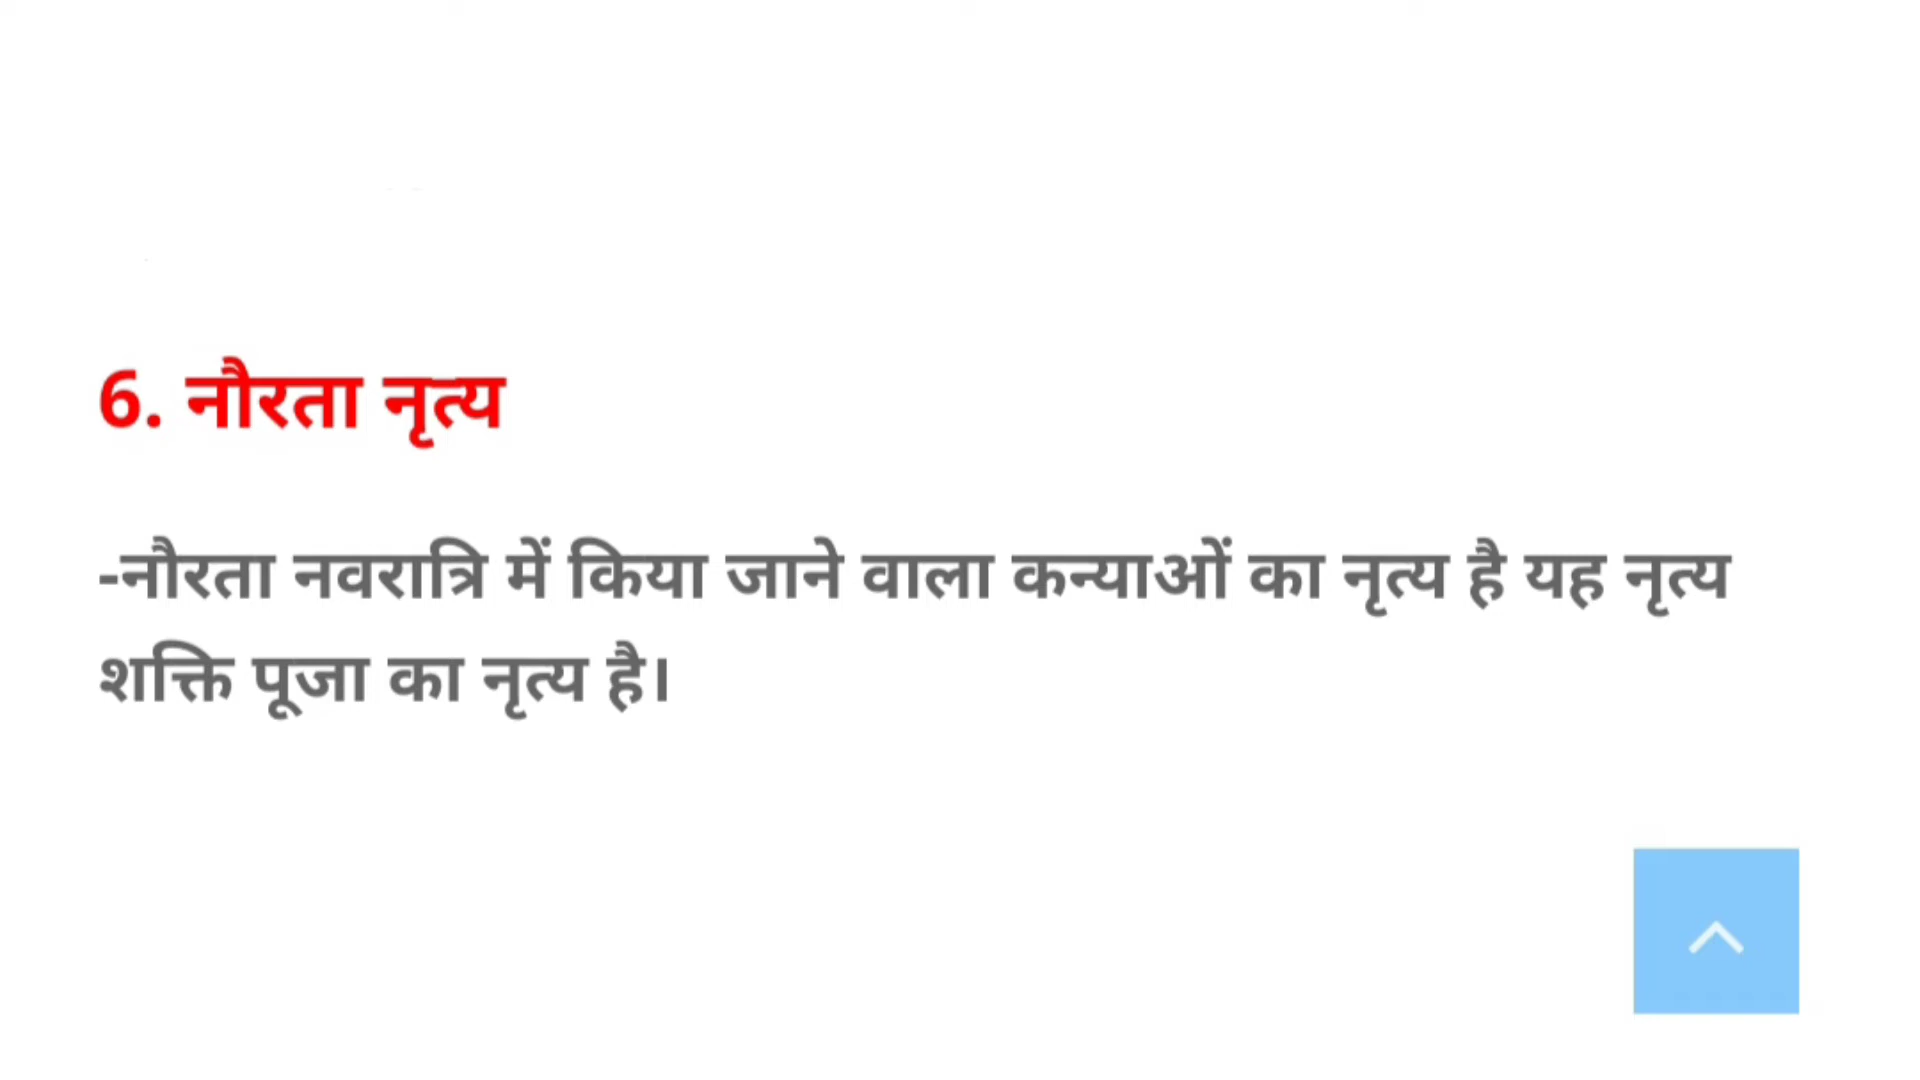 6. नौरता नृत्य
-नौरता नवरात्रि में किया जाने वाला कन्याओं का नृत्य है यह नृत्य
शक्ति पूजा का नृत्य है।